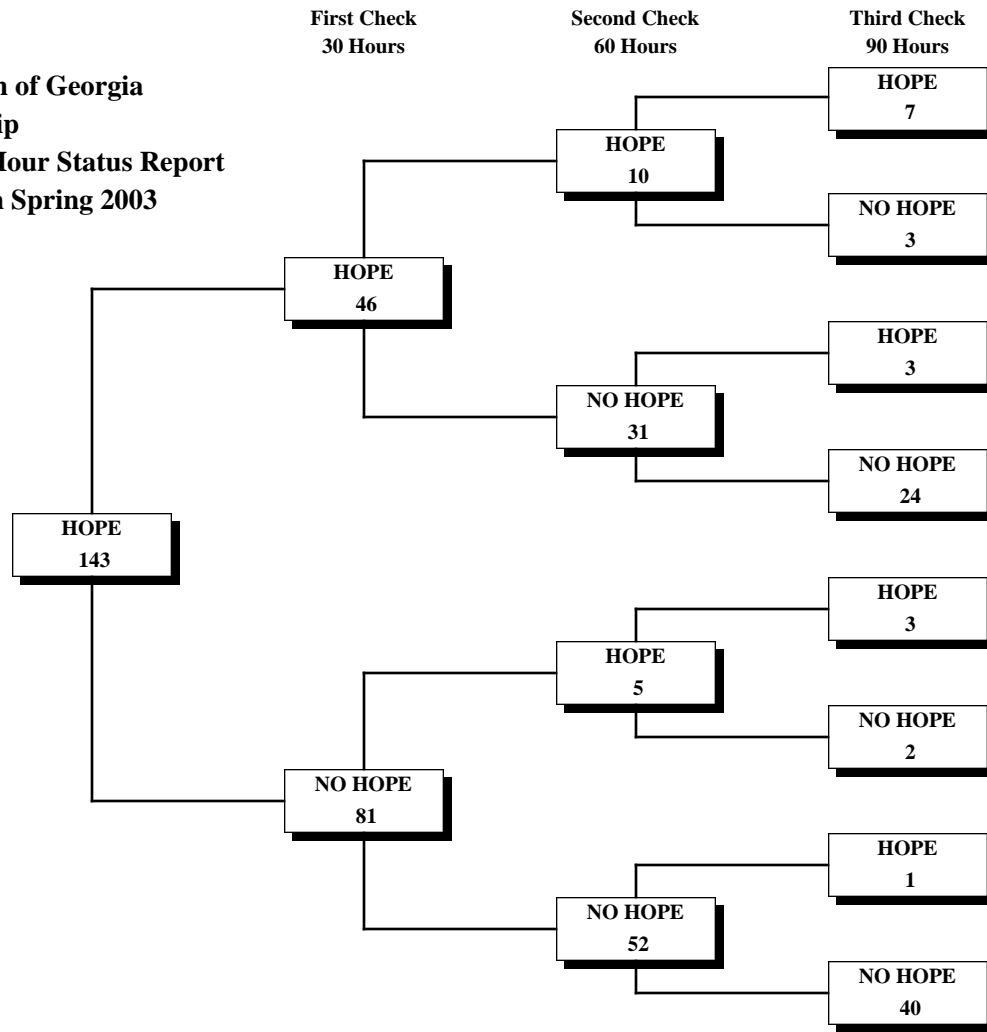 First Check
30 Hours
Second Check
60 Hours
Third Check
90 Hours
of Georgia
Hour Status Report
Spring 2003
HOPE
143
HOPE
46
NO HOPE
81
HOPE
10
NO HOPE
31
HOPE
5
NO HOPE
52
HOPE
7
NO HOPE
3
HOPE
3
NO HOPE
24
HOPE
3
NO HOPE
2
HOPE
1
NO HOPE
40